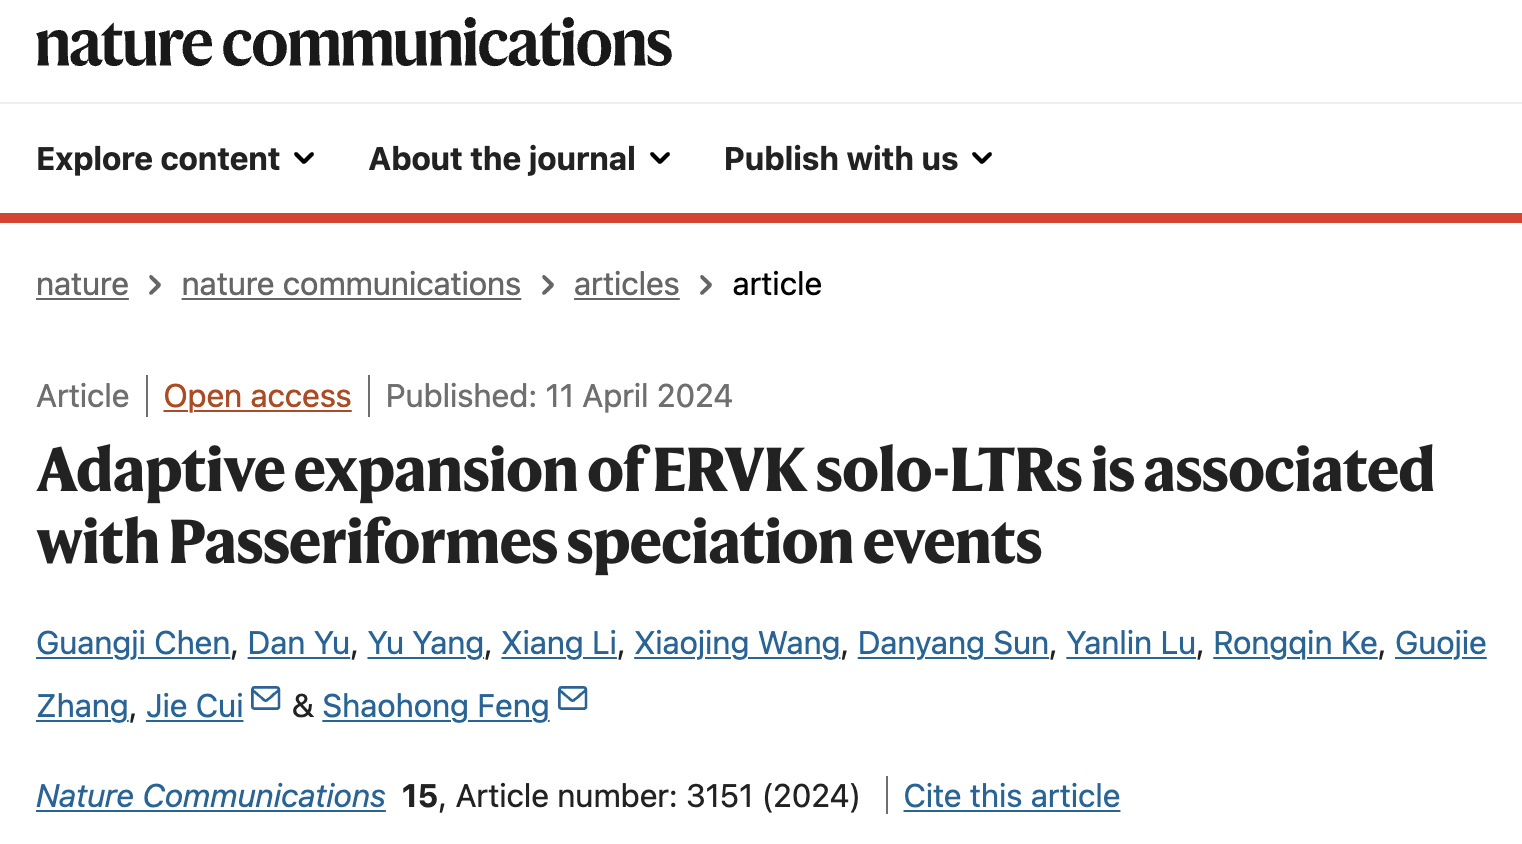 nature communications
Explore content About the journal Publish with us
nature > nature communications > articles > article
Article | Open access | Published: 11 April 2024
Adaptive expansion of ERVK solo-LTRs is associated
with Passeriformes speciation events
Guangji Chen, Dan Yu, Yu Yang, Xiang Li, Xiaojing Wang, Danyang Sun, Yanlin Lu, Rongqin Ke, Guojie
Zhang, Jie Cui & Shaohong Feng
Nature Communications 15, Article number: 3151 (2024) | Cite this article